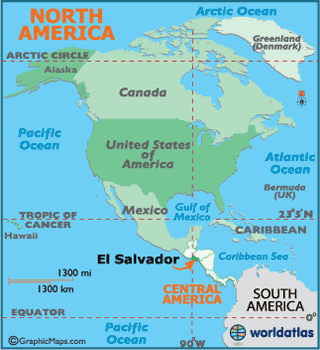 NORTH
AMERICA
Arctic Ocean
Greenland
(Denmark)
ARCTIC CIRCLE
Alaska
Canada
Pacific
Ocean
United States
of
America
Atlantic
Ocean
Bermuda
(UK)
Mexico
Gulf of
Mexico
TROPIC OF
CANCER
23°5'N
Hawaii
CARIBBEAN
El Salvador
Caribbean Sea
1300 mi
1300 km
CENTRAL
AMERICA
SOUTH
AMERICA
EQUATOR
0°
Pacific
Ocean
90°W
©GraphicMaps.com
worldatlas